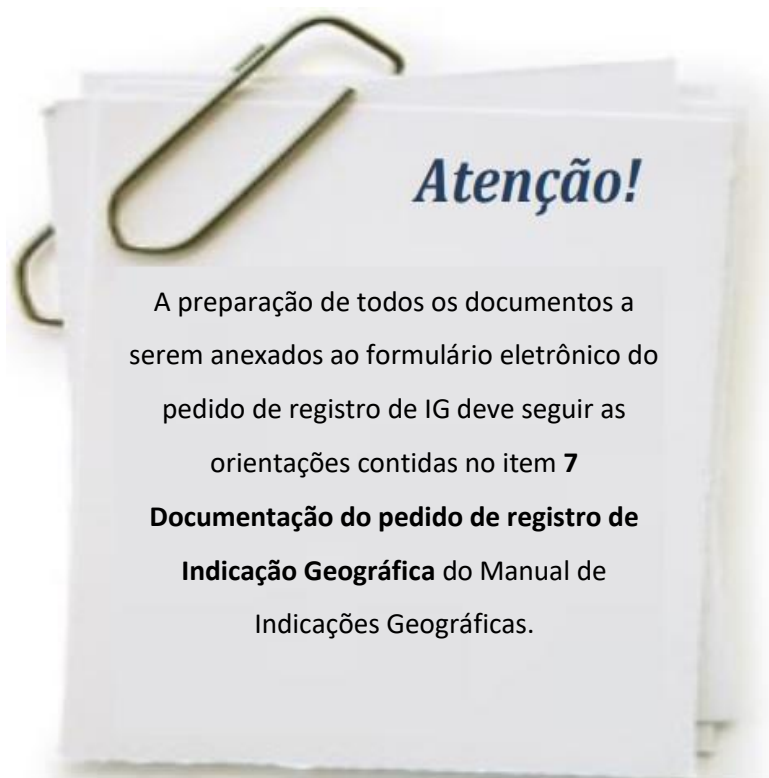 Atenção!
A preparação de todos os documentos a
serem anexados ao formulário eletrônico do
pedido de registro de IG deve seguir as
orientações contidas no item 7
Documentação do pedido de registro de
Indicação Geográfica do Manual de
Indicações Geográficas.